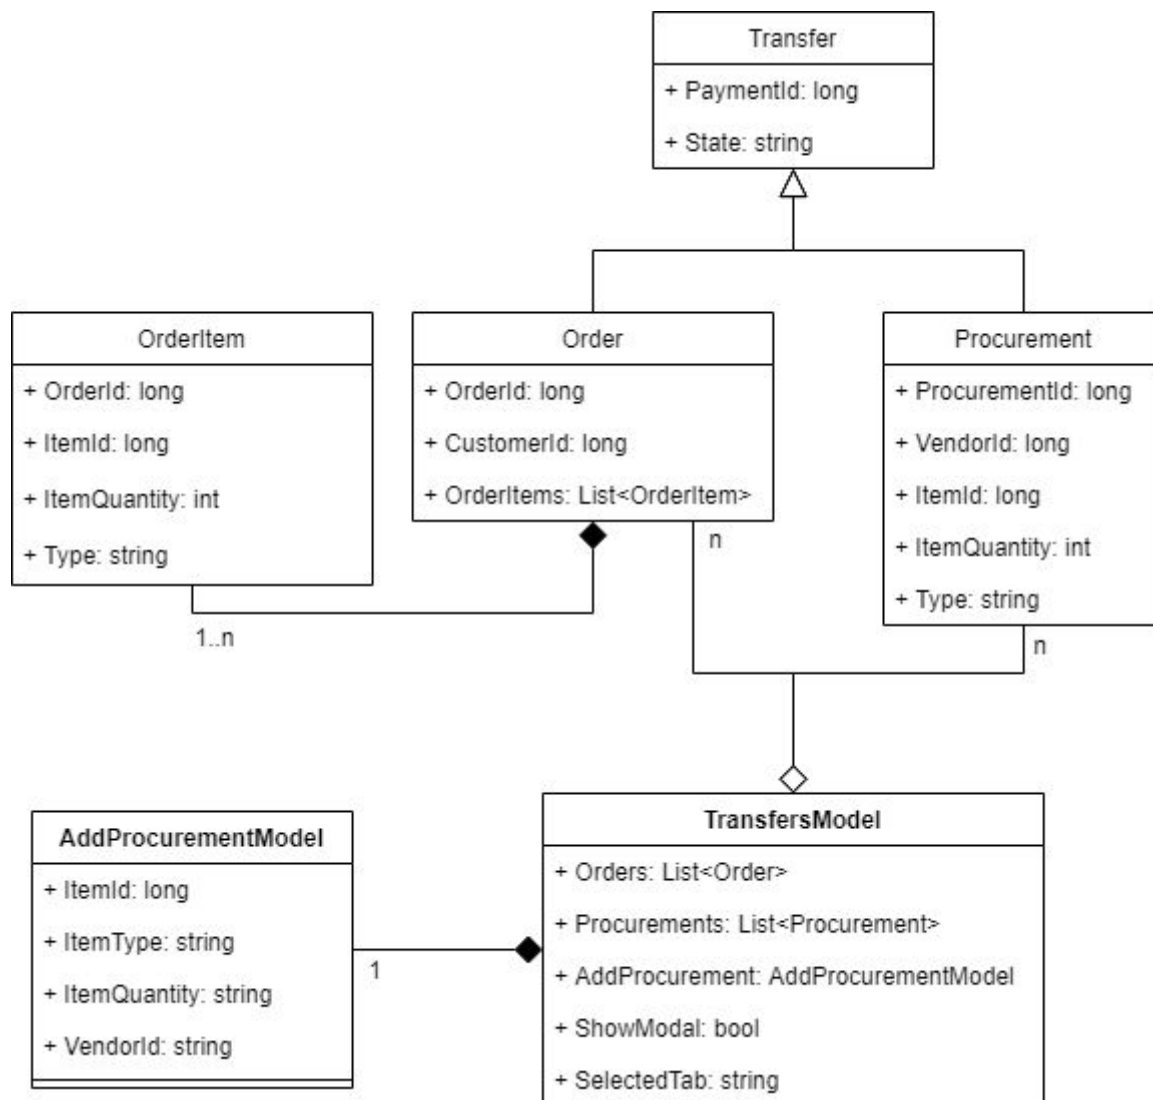 Transfer
+ PaymentId: long
+ State: string
OrderItem
+ OrderId: long
+ ItemId: long
+ ItemQuantity: int
+ Type: string
1..n
Order
+ OrderId: long
+ CustomerId: long
+ OrderItems: List<OrderItem>
n
Procurement
+ ProcurementId: long
+ VendorId: long
+ ItemId: long
+ ItemQuantity: int
+ Type: string
n
AddProcurementModel
+ ItemId: long
+ ItemType: string
+ ItemQuantity: string
+ VendorId: string
1
TransfersModel
+ Orders: List<Order>
+ Procurements: List<Procurement>
+ AddProcurement: AddProcurementModel
+ ShowModal: bool
+ SelectedTab: string